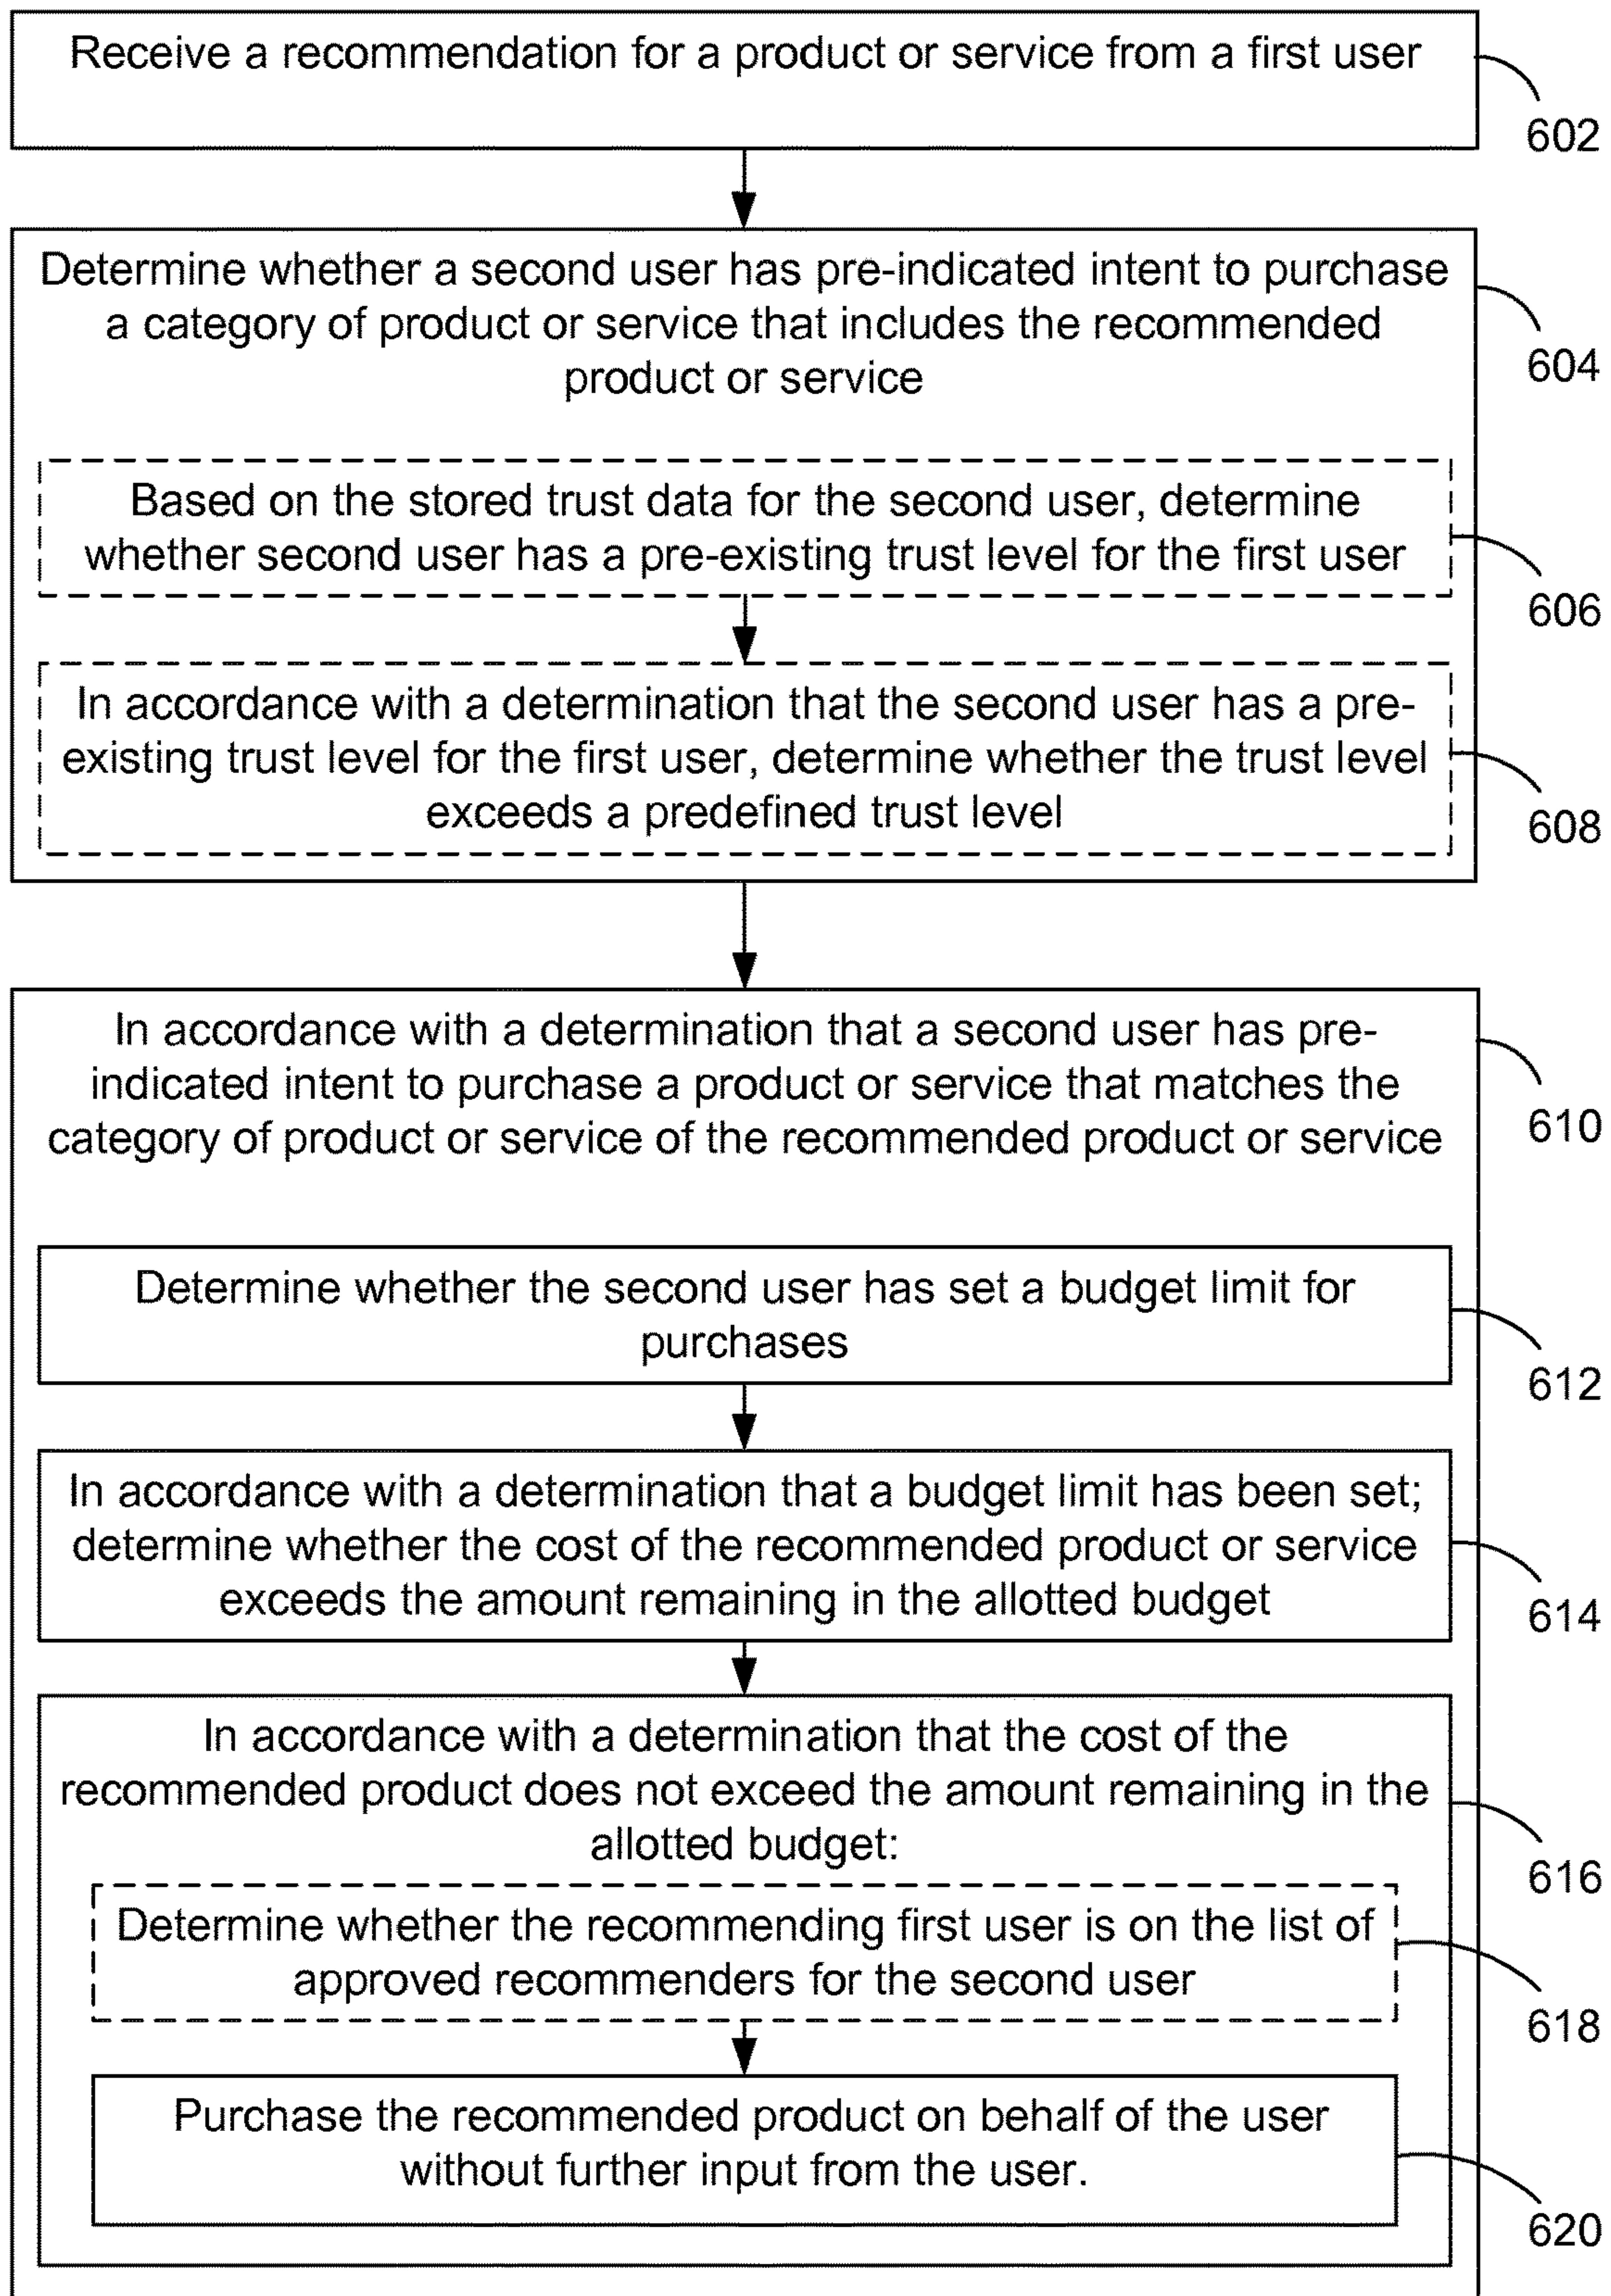 Receive a recommendation for a product or service from a first user
602
Determine whether a second user has pre-indicated intent to purchase
a category of product or service that includes the recommended
product or service
604
Based on the stored trust data for the second user, determine
whether second user has a pre-existing trust level for the first user
606
In accordance with a determination that the second user has a pre-
existing trust level for the first user, determine whether the trust level
exceeds a predefined trust level
608
In accordance with a determination that a second user has pre-
indicated intent to purchase a product or service that matches the
category of product or service of the recommended product or service
610
Determine whether the second user has set a budget limit for
purchases
612
In accordance with a determination that a budget limit has been set;
determine whether the cost of the recommended product or service
exceeds the amount remaining in the allotted budget
614
In accordance with a determination that the cost of the
recommended product does not exceed the amount remaining in the
allotted budget:
616
Determine whether the recommending first user is on the list of
approved recommenders for the second user
618
Purchase the recommended product on behalf of the user
without further input from the user.
620